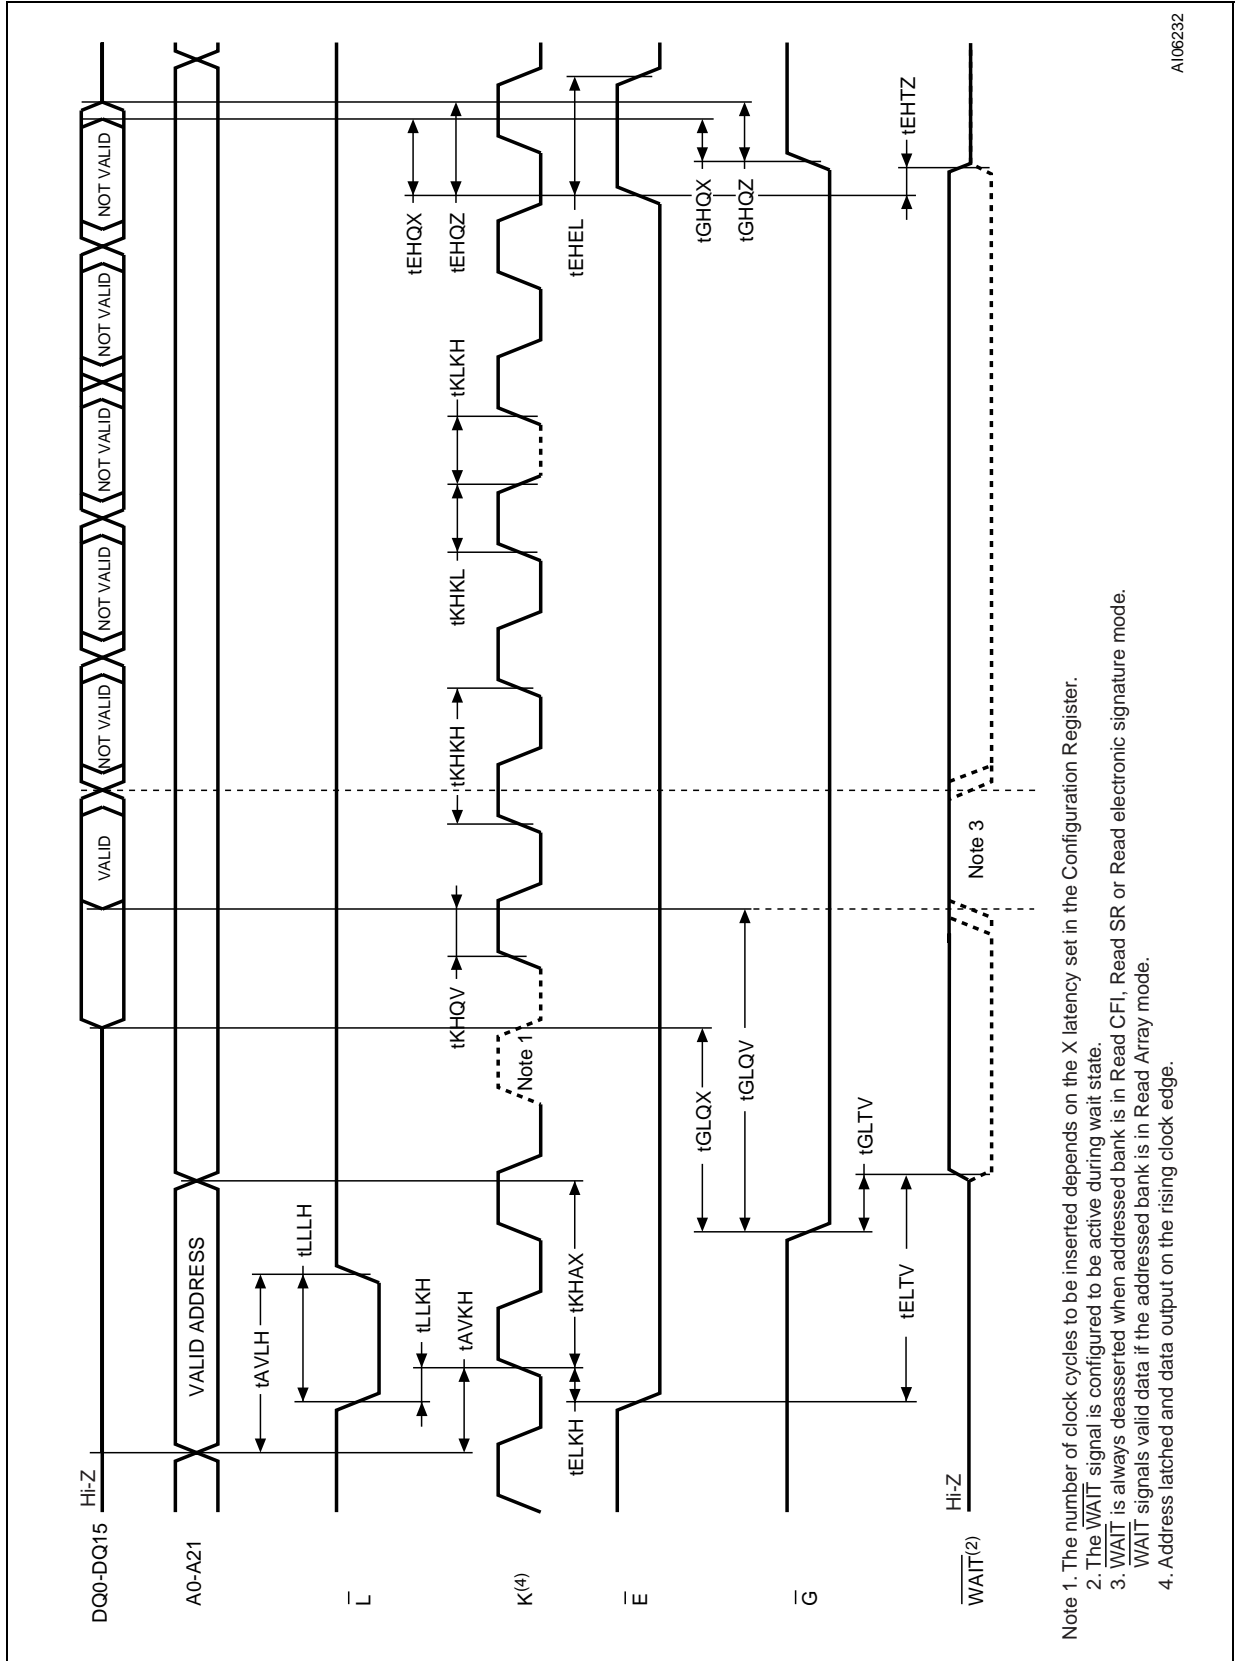 DQ0-DQ15
Hi-Z
VALID
NOT VALID
NOT VALID
NOT VALID
NOT VALID
NOT VALID
A0-A21
VALID ADDRESS
tAVLH
L
tLLLH
tLLKH
tAVKH
tKHQV
tKHKH
tKHKL
tKLKH
tEHQX
tEHQZ
K(4)
Note 1
tELKH
tKHAX
tEHEL
E
tGLQX
tGLQV
tGHQX
tGHQZ
G
tGLTV
tELTV
tEHTZ
WAIT(2)
Hi-Z
Note 3
Note 1. The number of clock cycles to be inserted depends on the X latency set in the Configuration Register.
2. The WAIT signal is configured to be active during wait state.
3. WAIT is always deasserted when addressed bank is in Read CFI, Read SR or Read electronic signature mode.
WAIT signals valid data if the addressed bank is in Read Array mode.
4. Address latched and data output on the rising clock edge.
AI06232